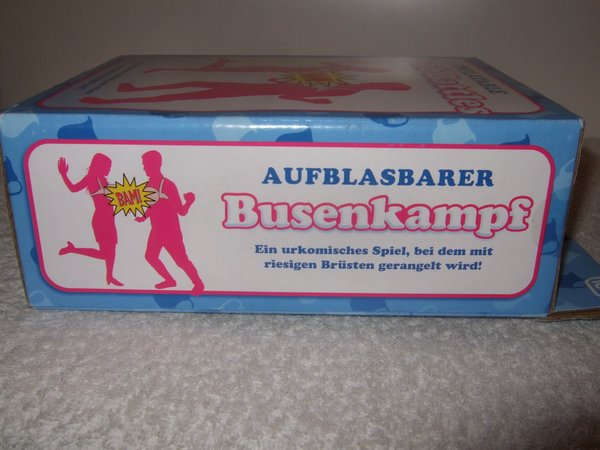 AUFBLASBARER
Busenkampf
Ein urkomisches Spiel, bei dem mit
riesigen Brüsten gerangelt wird!
BAM!